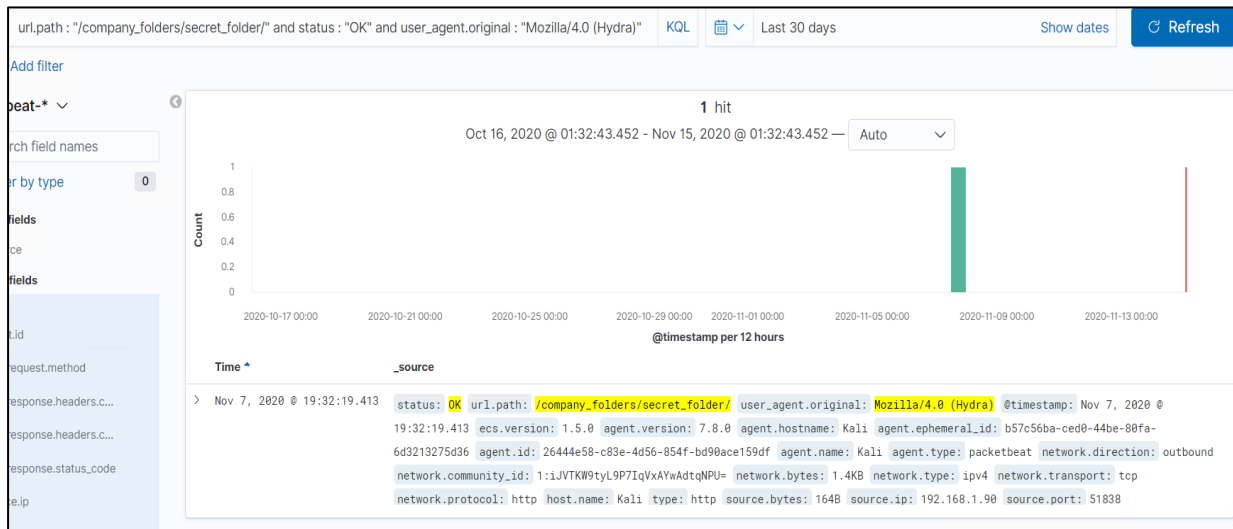 url.path : "/company_folders/secret_folder/" and status : "OK" and user_agent.original : "Mozilla/4.0 (Hydra)" KQL Last 30 days Show dates Refresh
Add filter
beat-*
1 hit
Oct 16, 2020 @ 01:32:43.452 - Nov 15, 2020 @ 01:32:43.452 — Auto
rch field names
er by type 0
fields
ce
fields
t.id
request.method
response.headers.c...
response.headers.c...
response.status_code
ce.ip
Count
1
0.8
0.6
0.4
0.2
0
2020-10-17 00:00 2020-10-21 00:00 2020-10-25 00:00 2020-10-29 00:00 2020-11-01 00:00 2020-11-05 00:00 2020-11-09 00:00 2020-11-13 00:00
@timestamp per 12 hours
Time _source
Nov 7, 2020 @ 19:32:19.413 status: OK url.path: /company_folders/secret_folder/ user_agent.original: Mozilla/4.0 (Hydra) @timestamp: Nov 7, 2020 @
19:32:19.413 ecs.version: 1.5.0 agent.version: 7.8.0 agent.hostname: Kali agent.ephemeral_id: b57c56ba-ced0-44be-80fa-
6d3213275d36 agent.id: 26444e58-c83e-4d56-854f-bd90ace159df agent.name: Kali agent.type: packetbeat network.direction: outbound
network.community_id: 1:iJVTKW9tyL9P7IqVxAYwAdtqNPU= network.bytes: 1.4KB network.type: ipv4 network.transport: tcp
network.protocol: http host.name: Kali type: http source.bytes: 164B source.ip: 192.168.1.90 source.port: 51838